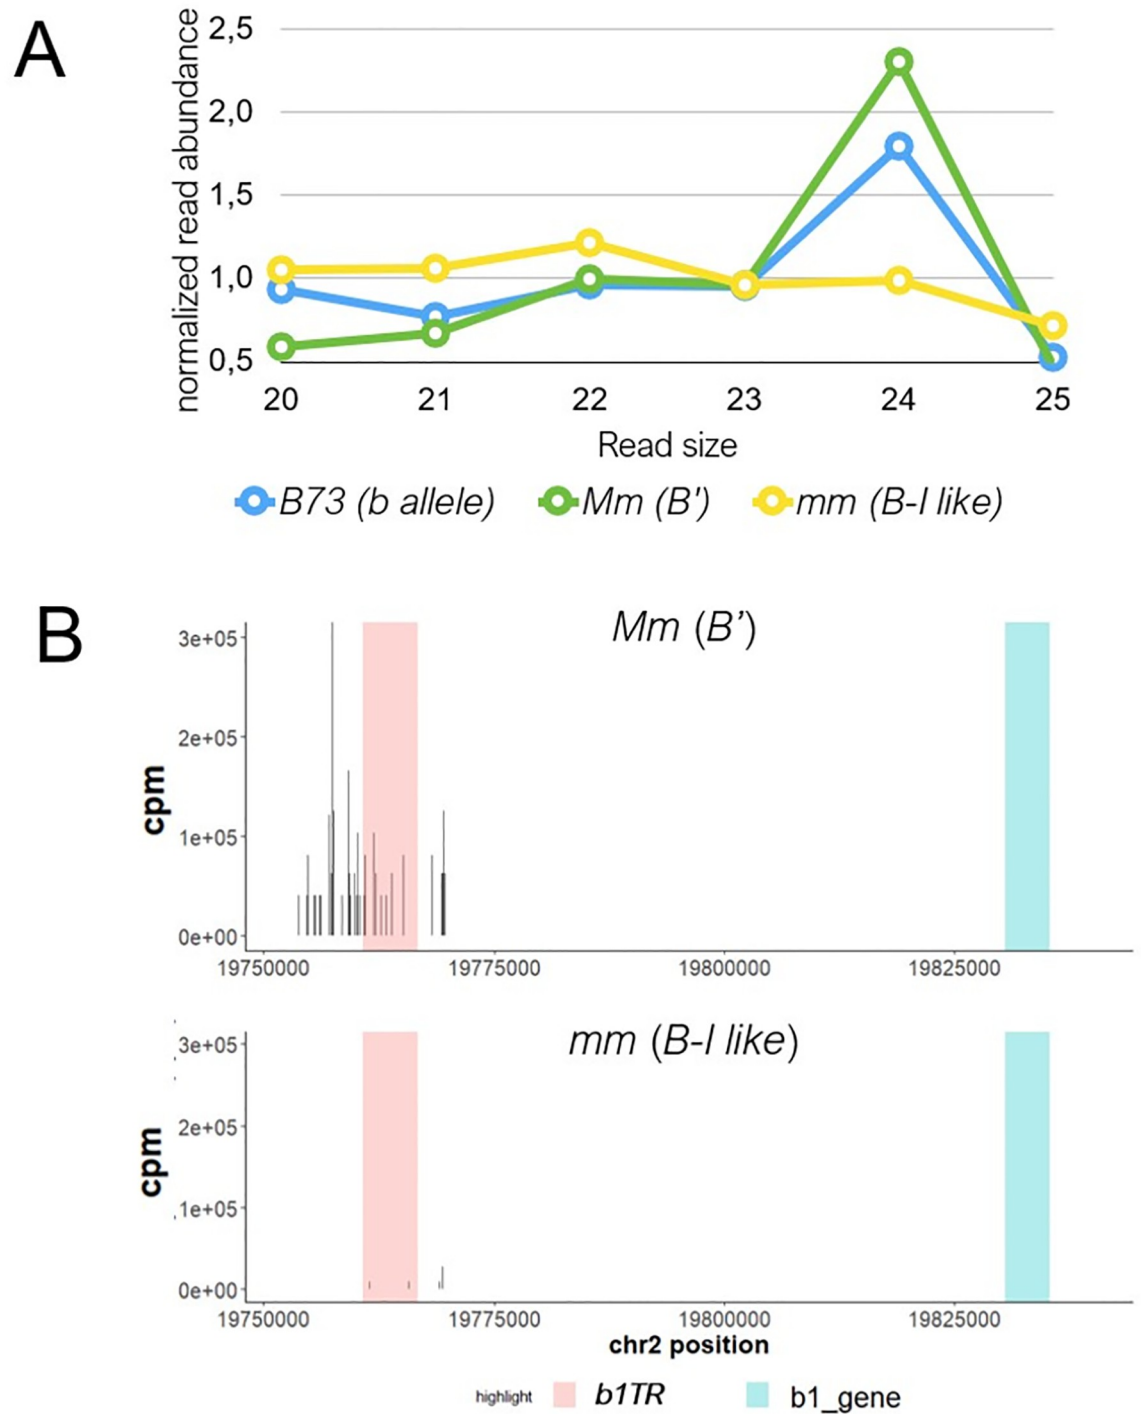 A
normalized read abundance
2,5
2,0
1,5
1,0
0,5
20 21 22 23 24 25
Read size
B73 (b allele) Mm (B') mm (B-I like)
B
Mm (B’)
cpm
3e+05
2e+05
1e+05
0e+00
19750000 19775000 19800000 19825000
mm (B-I like)
cpm
3e+05
2e+05
1e+05
0e+00
19750000 19775000 19800000 19825000
chr2 position
highlight b1TR b1_gene